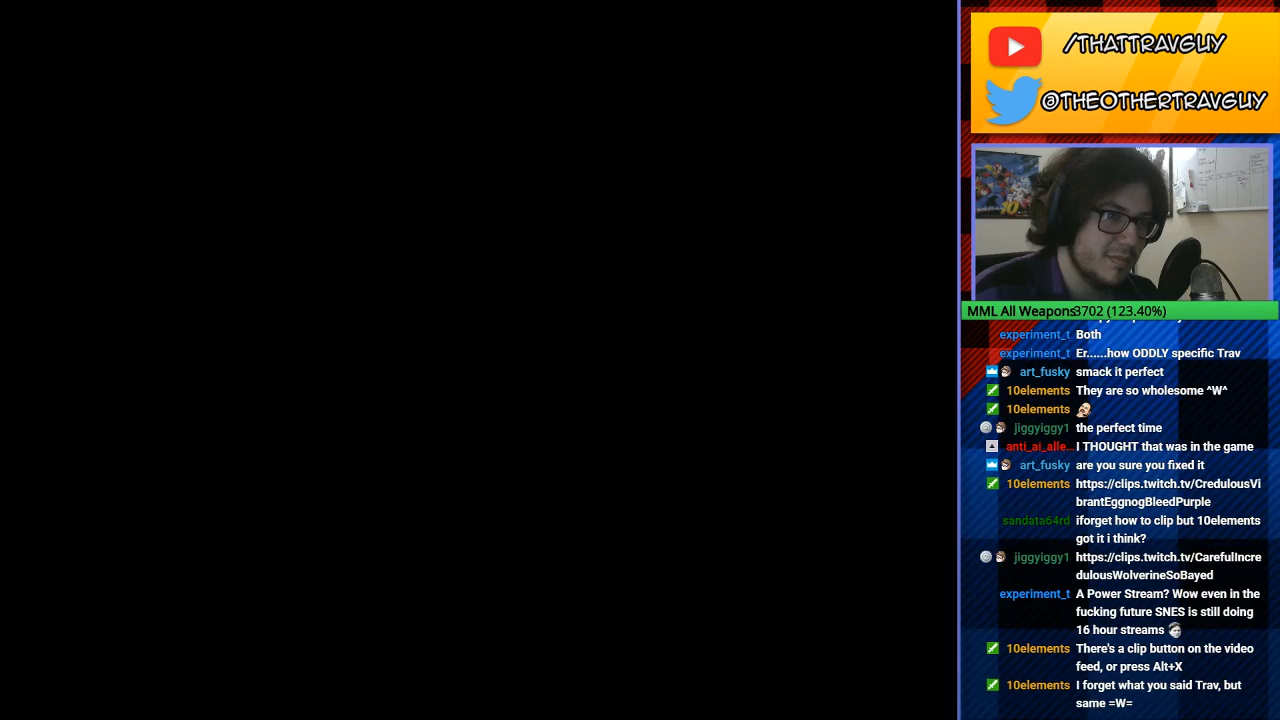 /THATTRAVGUY
@THEOTHERTRAVGUY
10
MML All Weapons3702 (123.40%)
experiment_t Both
experiment_t Er......how ODDLY specific Trav
art_fusky smack it perfect
10elements They are so wholesome ^W^
10elements
jiggyiggy1 the perfect time
anti_ai_alle... I THOUGHT that was in the game
art_fusky are you sure you fixed it
10elements https://clips.twitch.tv/CredulousVi
brantEggnogBleedPurple
sandata64rd iforget how to clip but 10elements
got it i think?
jiggyiggy1 https://clips.twitch.tv/CarefulIncre
dulousWolverineSoBayed
experiment_t A Power Stream? Wow even in the
fucking future SNES is still doing
16 hour streams
10elements There's a clip button on the video
feed, or press Alt+X
10elements I forget what you said Trav, but
same =W=